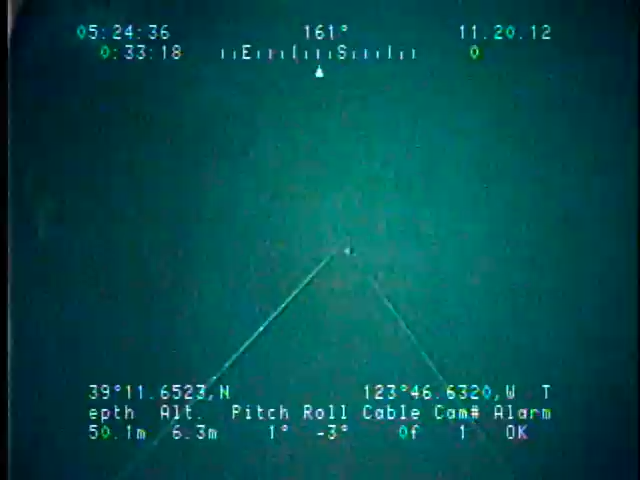 05:24:36 161° 11.20.12
0:33:18 E S 0
39°11.6523,N 123°46.6320,W T
epth Alt. Pitch Roll Cable Cam# Alarm
50.1m 6.3m 1° -3° 0f 1 OK